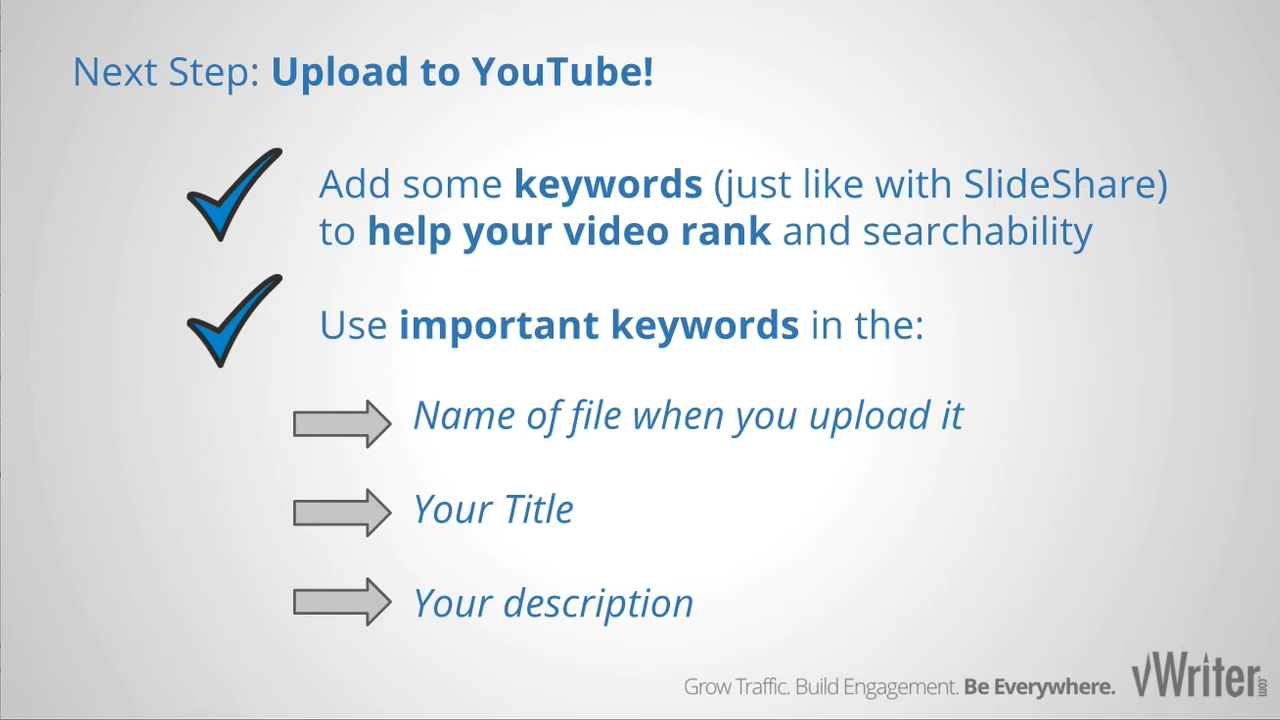 Next Step: Upload to YouTube!
Add some keywords (just like with SlideShare)
to help your video rank and searchability
Use important keywords in the:
Name of file when you upload it
Your Title
Your description
Grow Traffic. Build Engagement. Be Everywhere.
vWriter.com